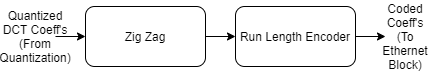 Quantized
DCT Coeff's
(From
Quantization)
Zig Zag
Run Length Encoder
Coded
Coeff's
(To
Ethernet
Block)